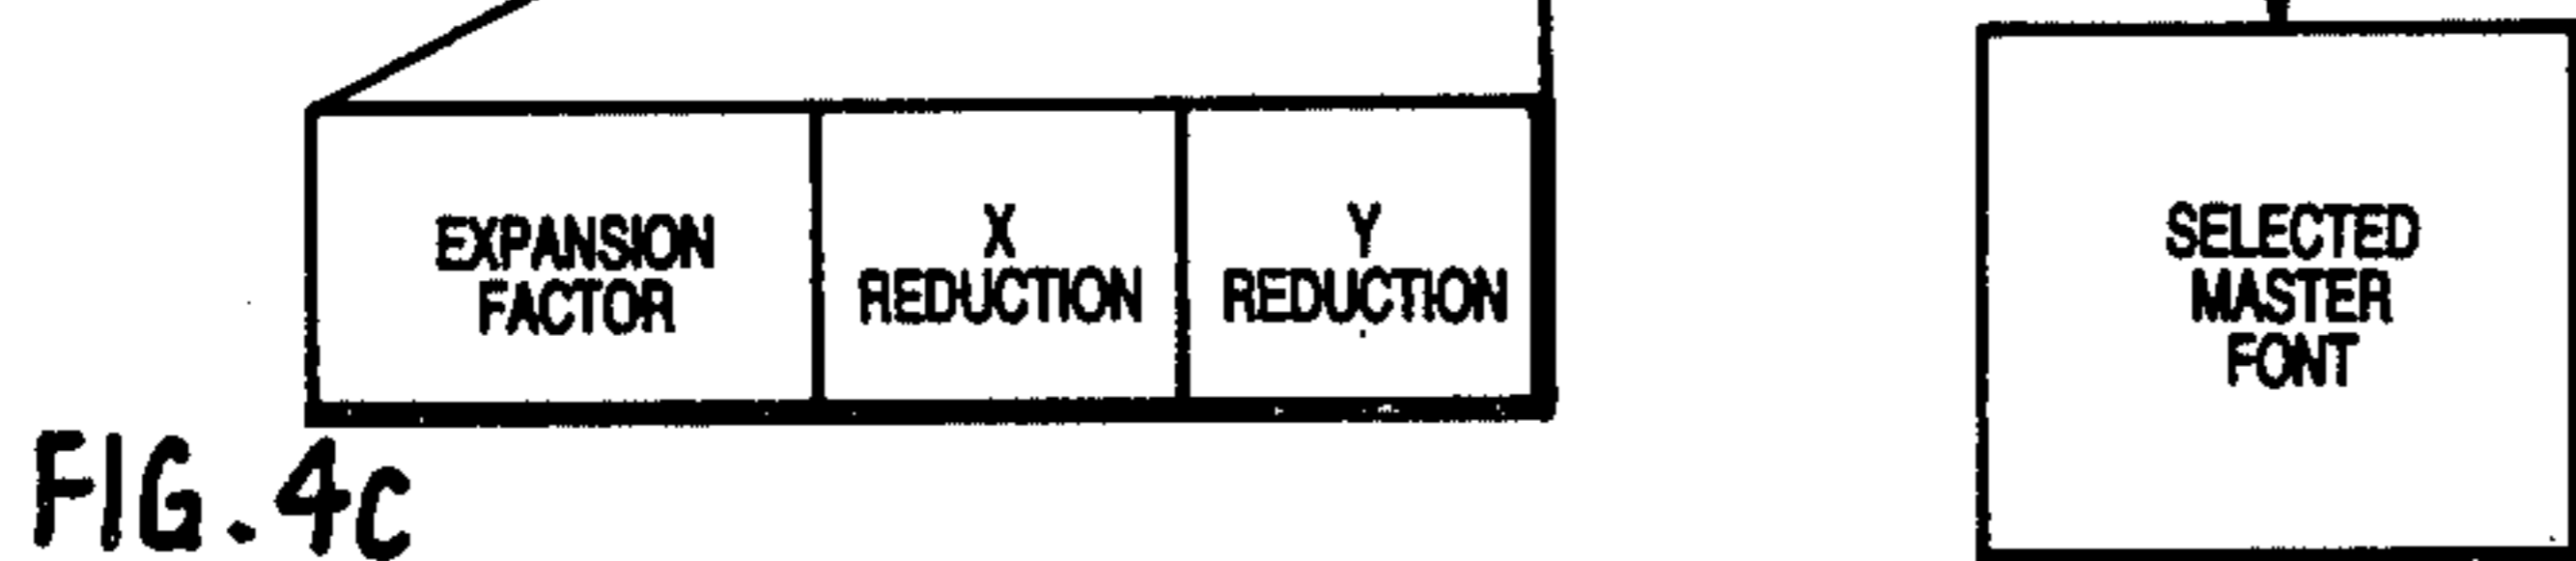 EXPANSION
FACTOR
X
REDUCTION
Y
REDUCTION
SELECTED
MASTER
FONT
FIG. 4C